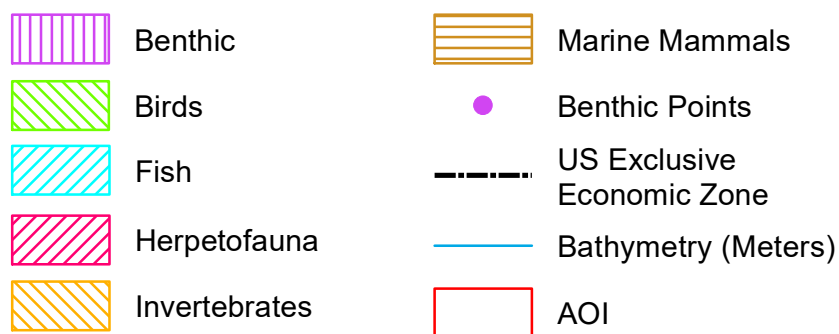 Benthic
Birds
Fish
Herpetofauna
Invertebrates
Marine Mammals
Benthic Points
US Exclusive
Economic Zone
Bathymetry (Meters)
AOI